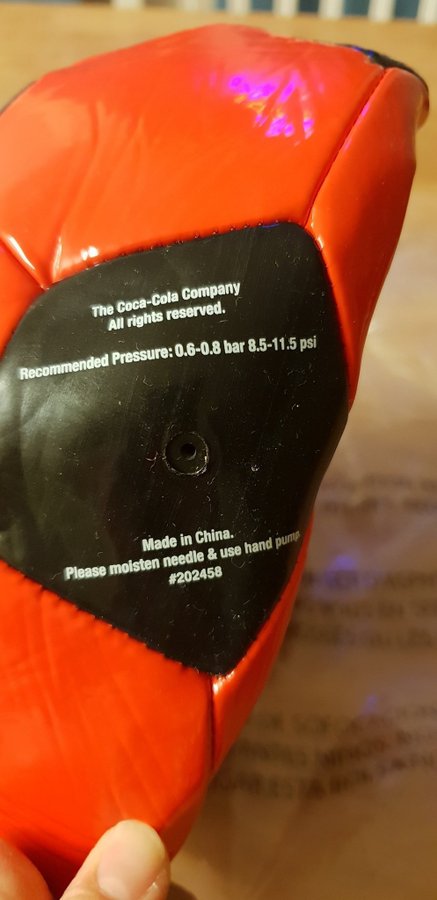 The Coca-Cola Company
All rights reserved.
Recommended Pressure: 0.6-0.8 bar 8.5-11.5 psi
Made in China.
Please moisten needle & use hand pump
#202458